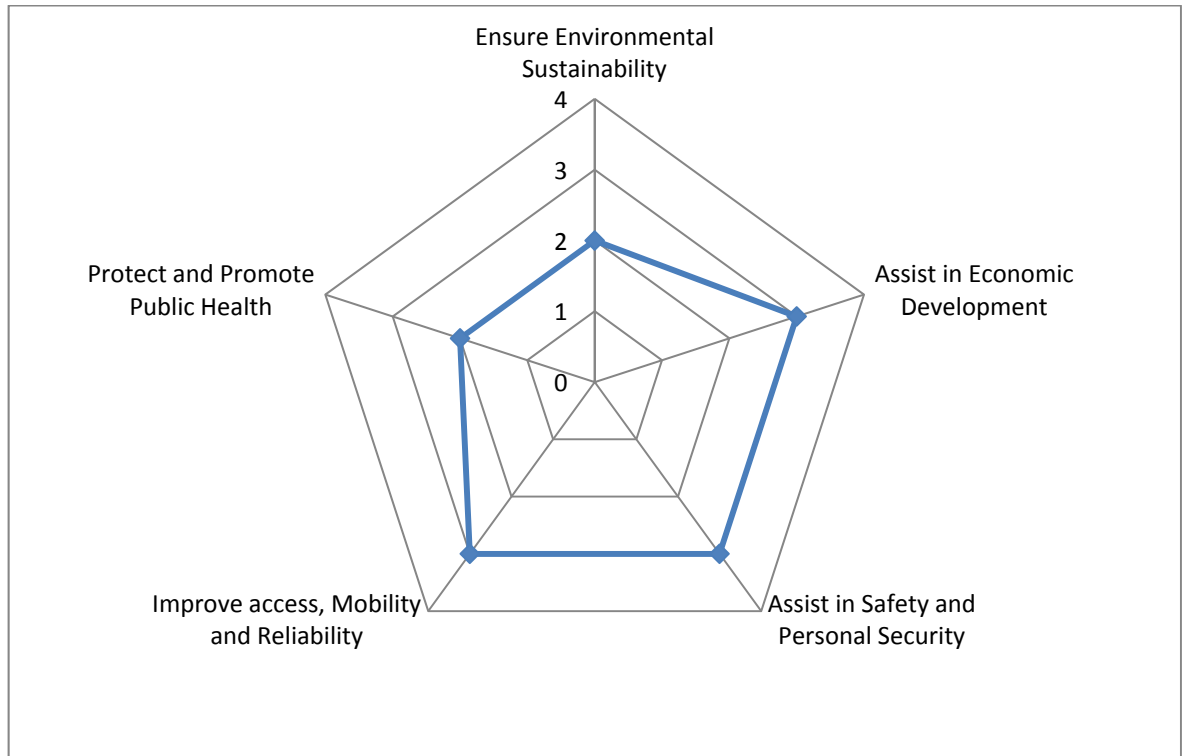 Ensure Environmental
Sustainability
4
3
2
1
0
Assist in Economic
Development
Assist in Safety and
Personal Security
Improve access, Mobility
and Reliability
Protect and Promote
Public Health